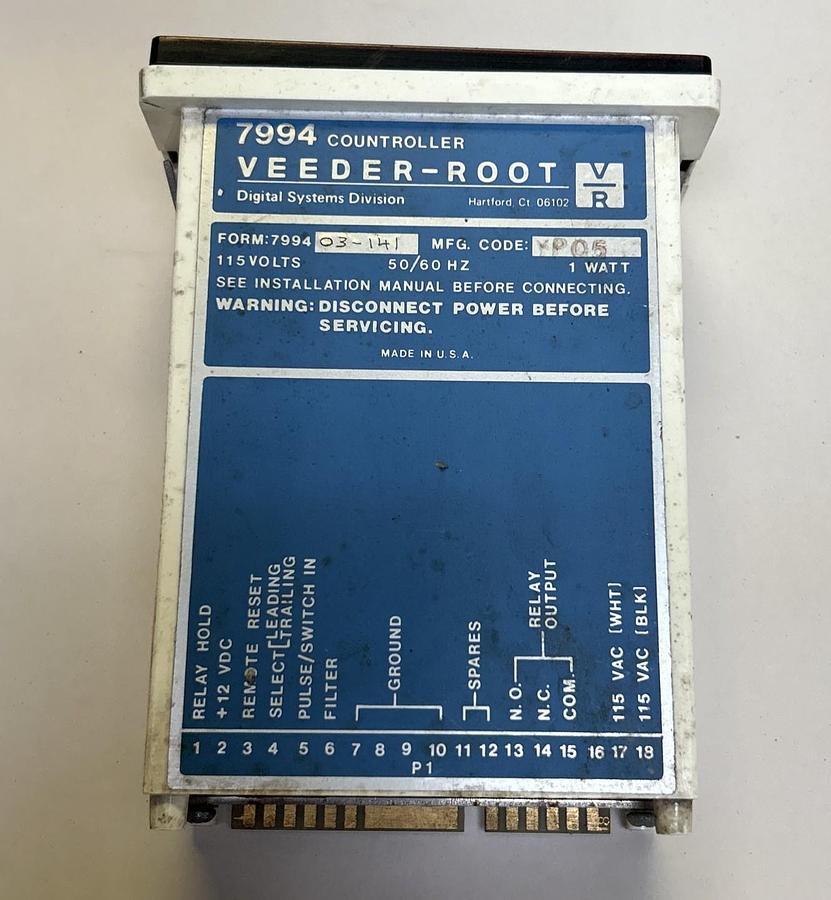 7994 COUNTROLLER
VEEDER-ROOT
V
R
Digital Systems Division
Hartford, Ct. 06102
FORM:7994 03-141 MFG. CODE: YP05
115 VOLTS 50/60 HZ 1 WATT
SEE INSTALLATION MANUAL BEFORE CONNECTING.
WARNING: DISCONNECT POWER BEFORE
SERVICING.
MADE IN U.S.A.
RELAY HOLD
+12 VDC
REMOTE RESET
SELECT[LEADING
TRAILING
PULSE/SWITCH IN
FILTER
GROUND
SPARES
N.O.
N.C.
COM.
RELAY
OUTPUT
115 VAC [WHT]
115 VAC [BLK]
1 2 3 4 5 6 7 8 9 10 11 12 13 14 15 16 17 18
P1